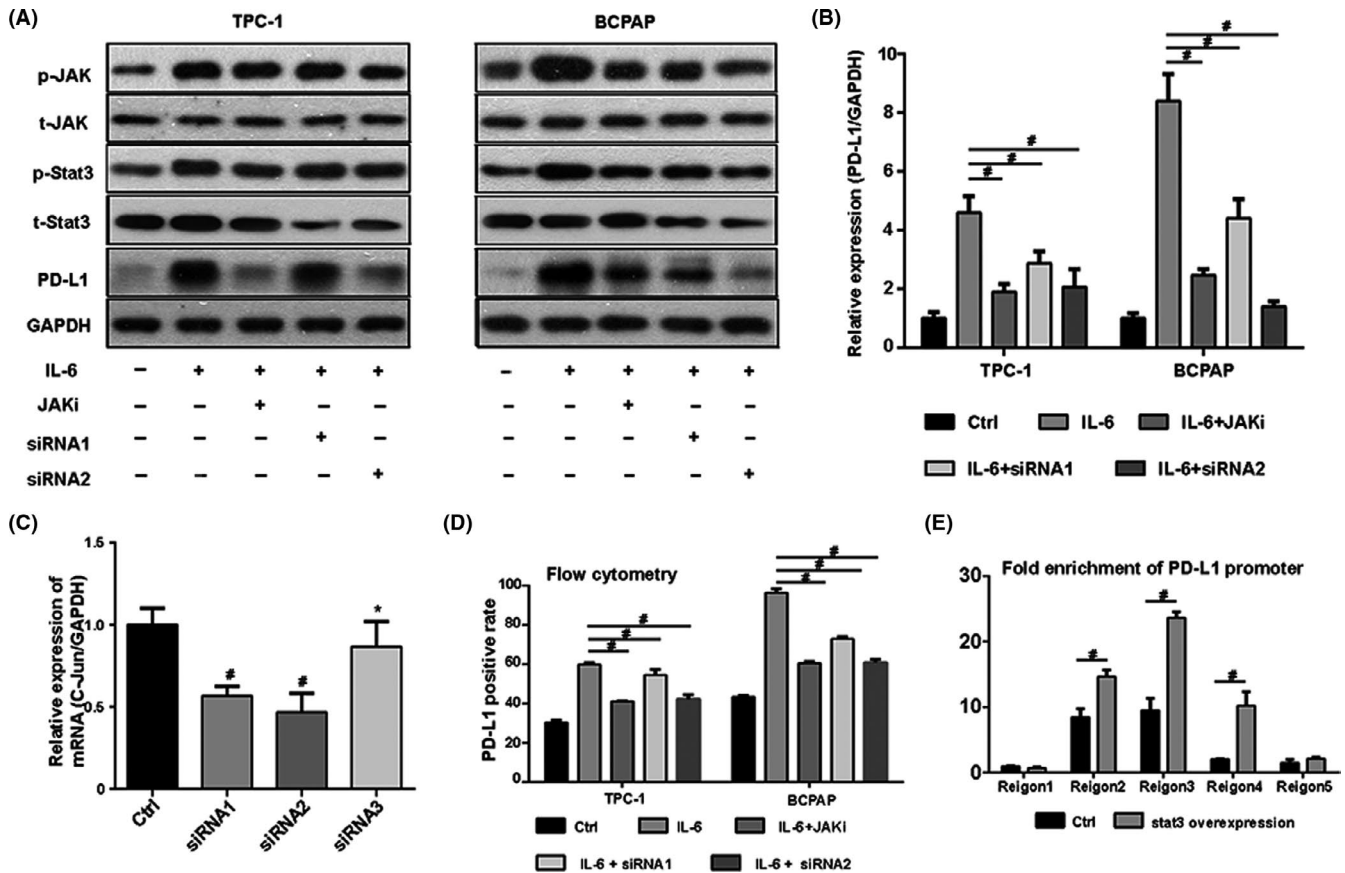 (A)
TPC-1
BCPAP
p-JAK
t-JAK
p-Stat3
t-Stat3
PD-L1
GAPDH
IL-6 – + + + + – + + + +
JAKi – – + – – – – + – –
siRNA1 – – – + – – – – + –
siRNA2 – – – – + – – – – +
(B)
Relative expression (PD-L1/GAPDH)
10
8
6
4
2
0
# # # # # #
TPC-1 BCPAP
Ctrl IL-6 IL-6+JAKi
IL-6+siRNA1 IL-6+siRNA2
(C)
Relative expression of
mRNA (C-Jun/GAPDH)
1.5
1.0
0.5
0
# # *
Ctrl siRNA1 siRNA2 siRNA3
(D)
Flow cytometry
PD-L1 positive rate
100
80
60
40
20
0
# # # # # #
TPC-1 BCPAP
Ctrl IL-6 IL-6+JAKi
IL-6 + siRNA1 IL-6 + siRNA2
(E)
Fold enrichment of PD-L1 promoter
30
20
10
0
# # #
Reigon1 Reigon2 Reigon3 Reigon4 Reigon5
Ctrl stat3 overexpression